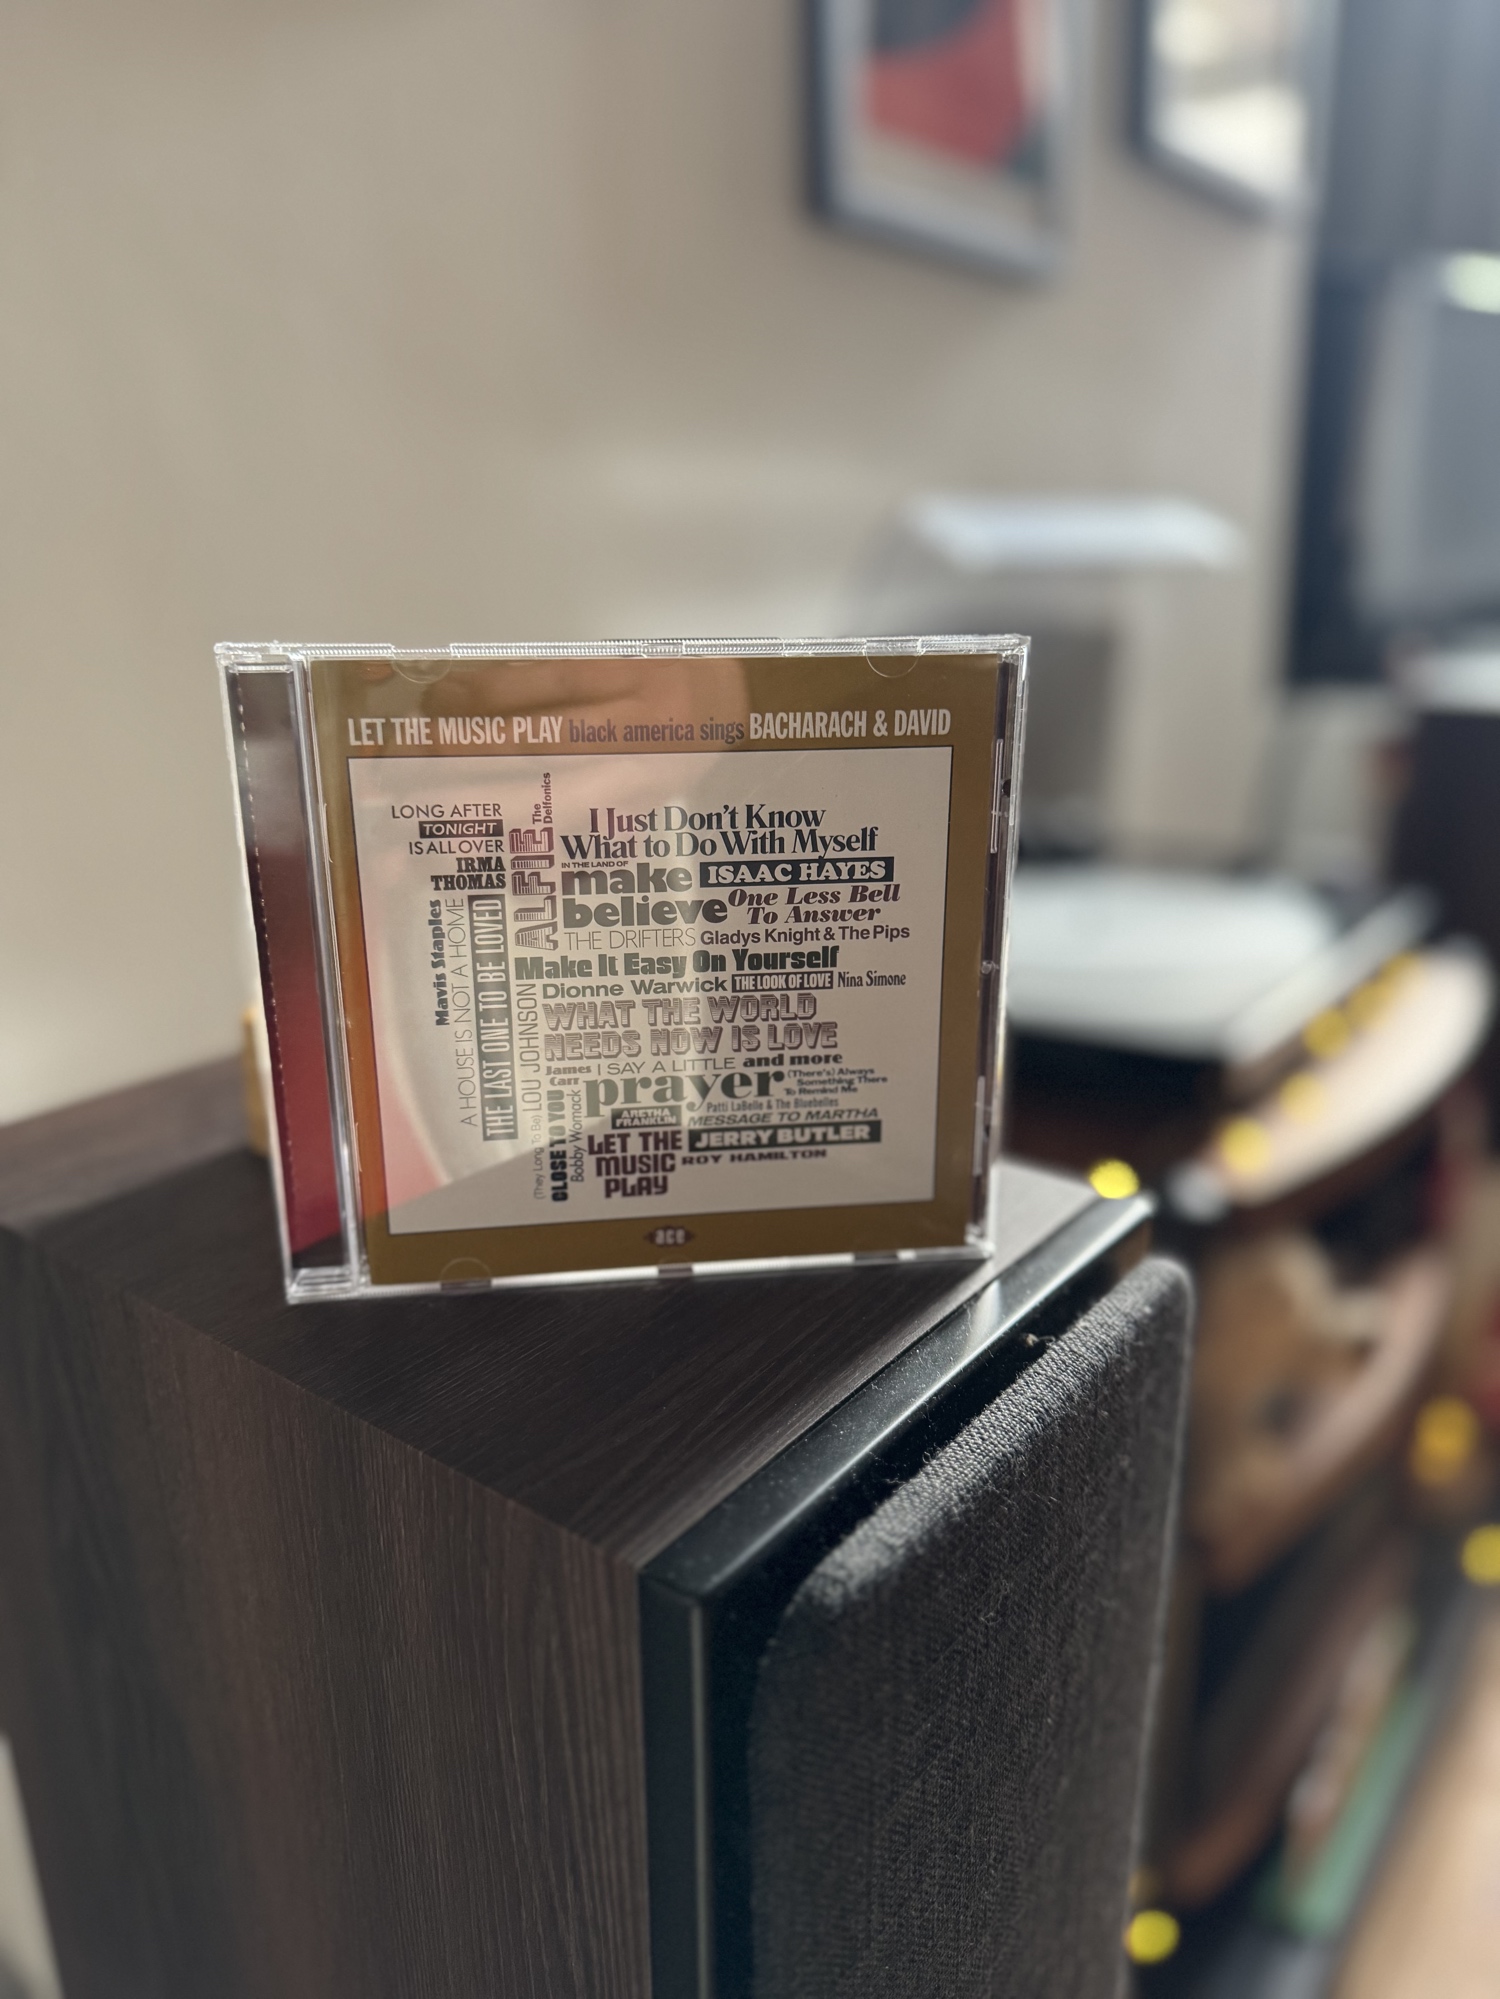 LET THE MUSIC PLAY black america sings BACHARACH & DAVID
LONG AFTER
TONIGHT
IS ALL OVER
IRMA
THOMAS
Mavis Staples
A HOUSE IS NOT A HOME
THE LAST ONE TO BE LOVED
LOU JOHNSON
ALFIE
The
Delfonics
I Just Don't Know
What to Do With Myself
ISAAC HAYES
IN THE LAND OF
make
believe
THE DRIFTERS
One Less Bell
To Answer
Gladys Knight & The Pips
Make It Easy On Yourself
Dionne Warwick
THE LOOK OF LOVE Nina Simone
WHAT THE WORLD
NEEDS NOW IS LOVE
James
Carr
and more
I SAY A LITTLE
prayer
ARETHA
FRANKLIN
(There's) Always
Something There
To Remind Me
Patti LaBelle & The Bluebelles
MESSAGE TO MARTHA
JERRY BUTLER
(They Long To Be)
CLOSE TO YOU
Bobby Womack
LET THE
MUSIC
PLAY
ROY HAMILTON
ace